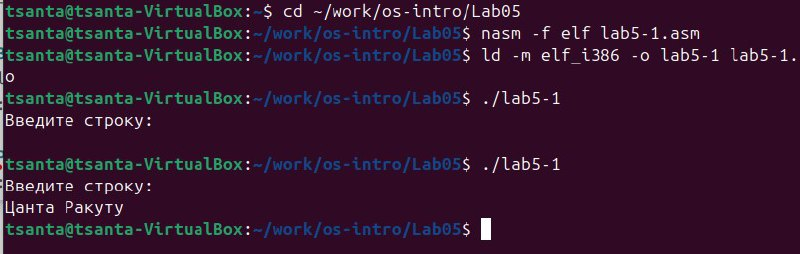 tsanta@tsanta-VirtualBox:~$ cd ~/work/os-intro/Lab05
tsanta@tsanta-VirtualBox:~/work/os-intro/Lab05$ nasm -f elf lab5-1.asm
tsanta@tsanta-VirtualBox:~/work/os-intro/Lab05$ ld -m elf_i386 -o lab5-1 lab5-1.
o
tsanta@tsanta-VirtualBox:~/work/os-intro/Lab05$ ./lab5-1
Введите строку:
tsanta@tsanta-VirtualBox:~/work/os-intro/Lab05$ ./lab5-1
Введите строку:
Цанта Ракуту
tsanta@tsanta-VirtualBox:~/work/os-intro/Lab05$